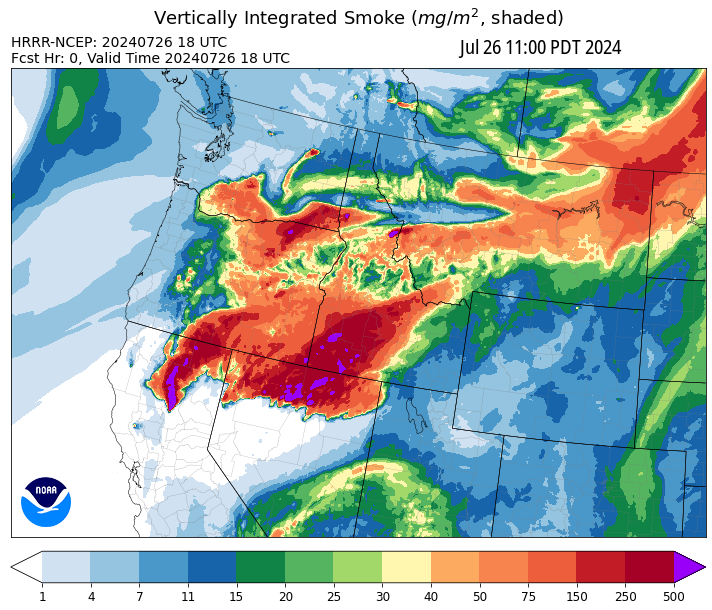 Vertically Integrated Smoke (mg/m², shaded)
HRRR-NCEP: 20240726 18 UTC
Fcst Hr: 0, Valid Time 20240726 18 UTC
Jul 26 11:00 PDT 2024
NOAA
1 4 7 11 15 20 25 30 40 50 75 150 250 500